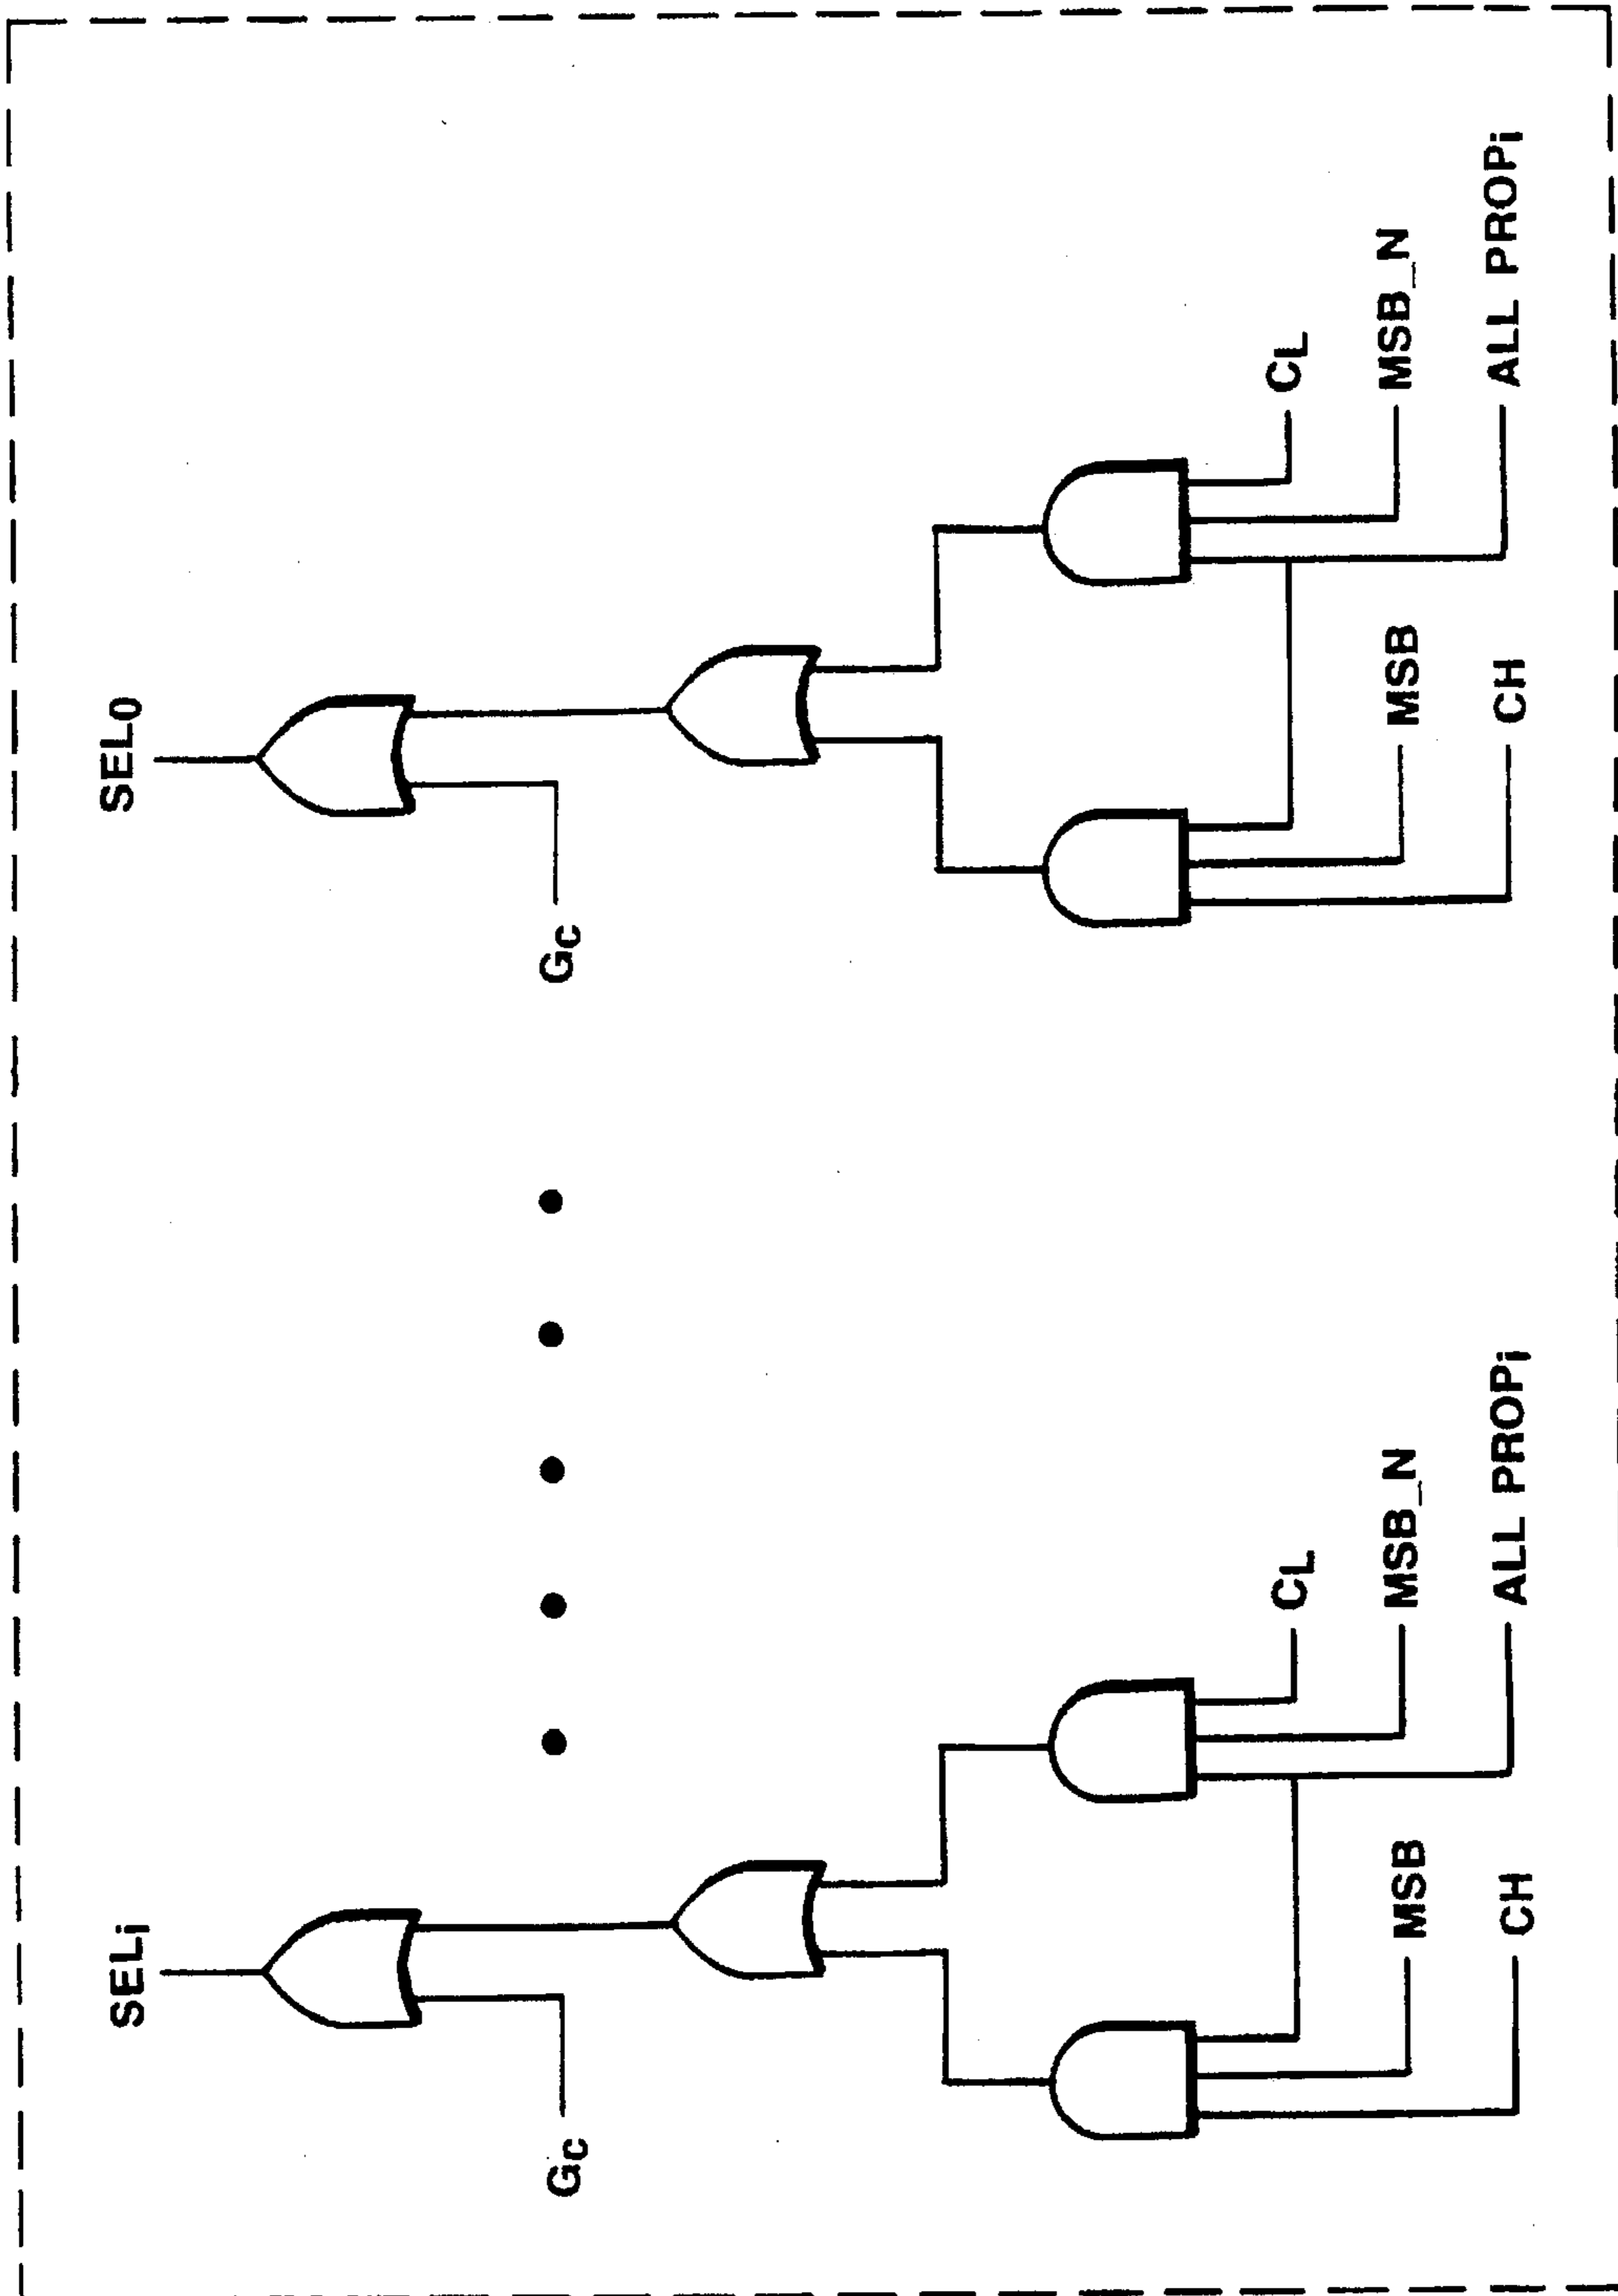 SELi
Gc
CL
MSB_N
ALL PROPi
MSB
CH
SEL0
Gc
CL
MSB_N
ALL PROPi
MSB
CH